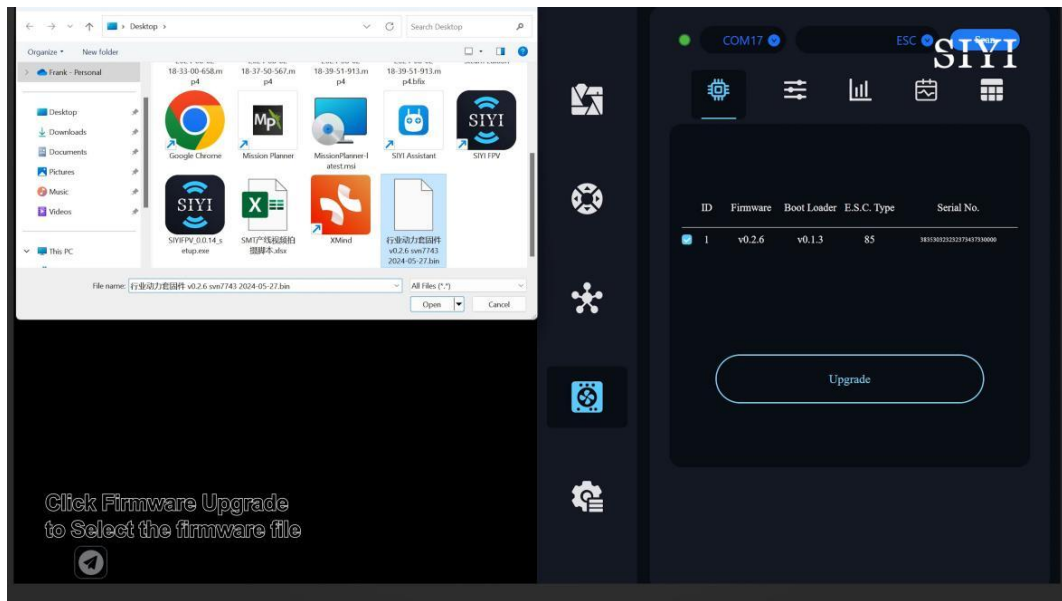 Desktop
Search Desktop
Organize
New folder
Frank - Personal
Desktop
Downloads
Documents
Pictures
Music
Videos
This PC
18-33-00-658.m
p4
18-37-50-567.m
p4
18-39-51-913.m
p4
18-39-51-913.m
p4.bfix
Google Chrome
Mp
Mission Planner
MissionPlanner-l
atest.msi
SIYI Assistant
SIYI
SIYI FPV
SIYI
SIYIFPV_0.0.14_s
etup.exe
X
SMT产线视频拍
摄脚本.xlsx
XMind
行业动力套固件
v0.2.6 svn7743
2024-05-27.bin
File name: 行业动力套固件 v0.2.6 svn7743 2024-05-27.bin
All Files (*.*)
Open Cancel
COM17
ESC
SIYI
ID Firmware Boot Loader E.S.C. Type Serial No.
1 v0.2.6 v0.1.3 85
Upgrade
Click Firmware Upgrade
to Select the firmware file